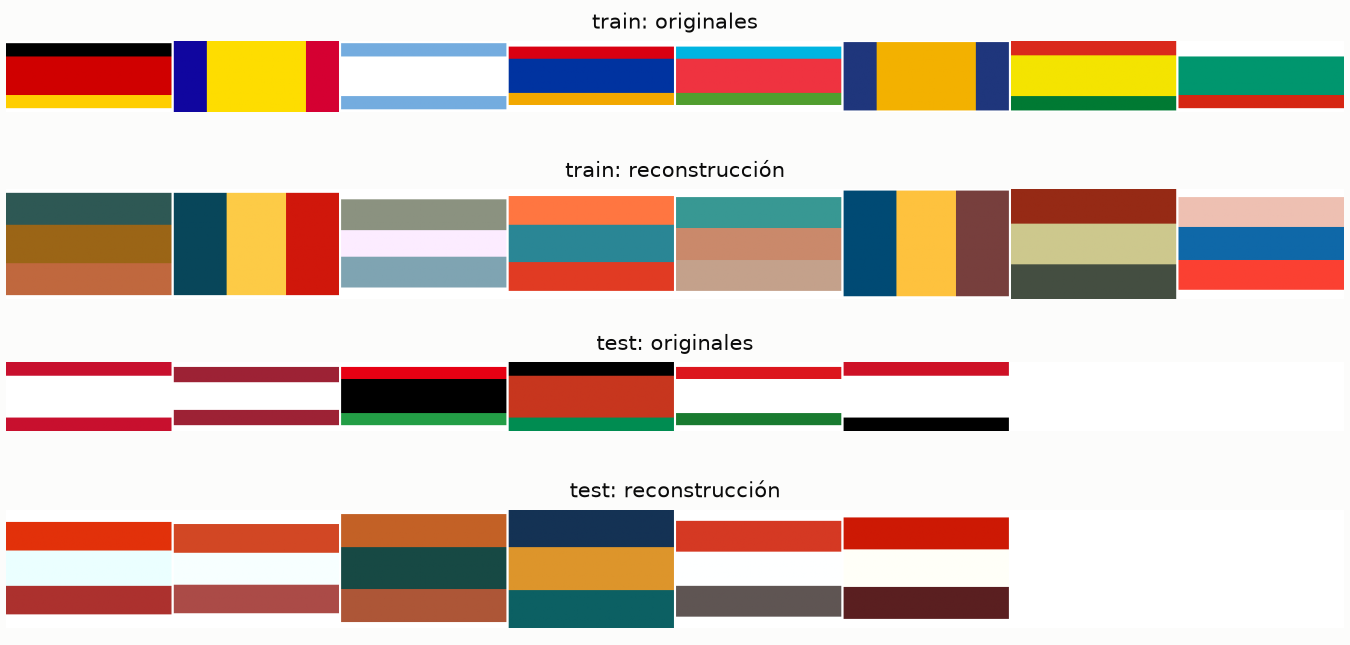 train: originales
train: reconstrucción
test: originales
test: reconstrucción